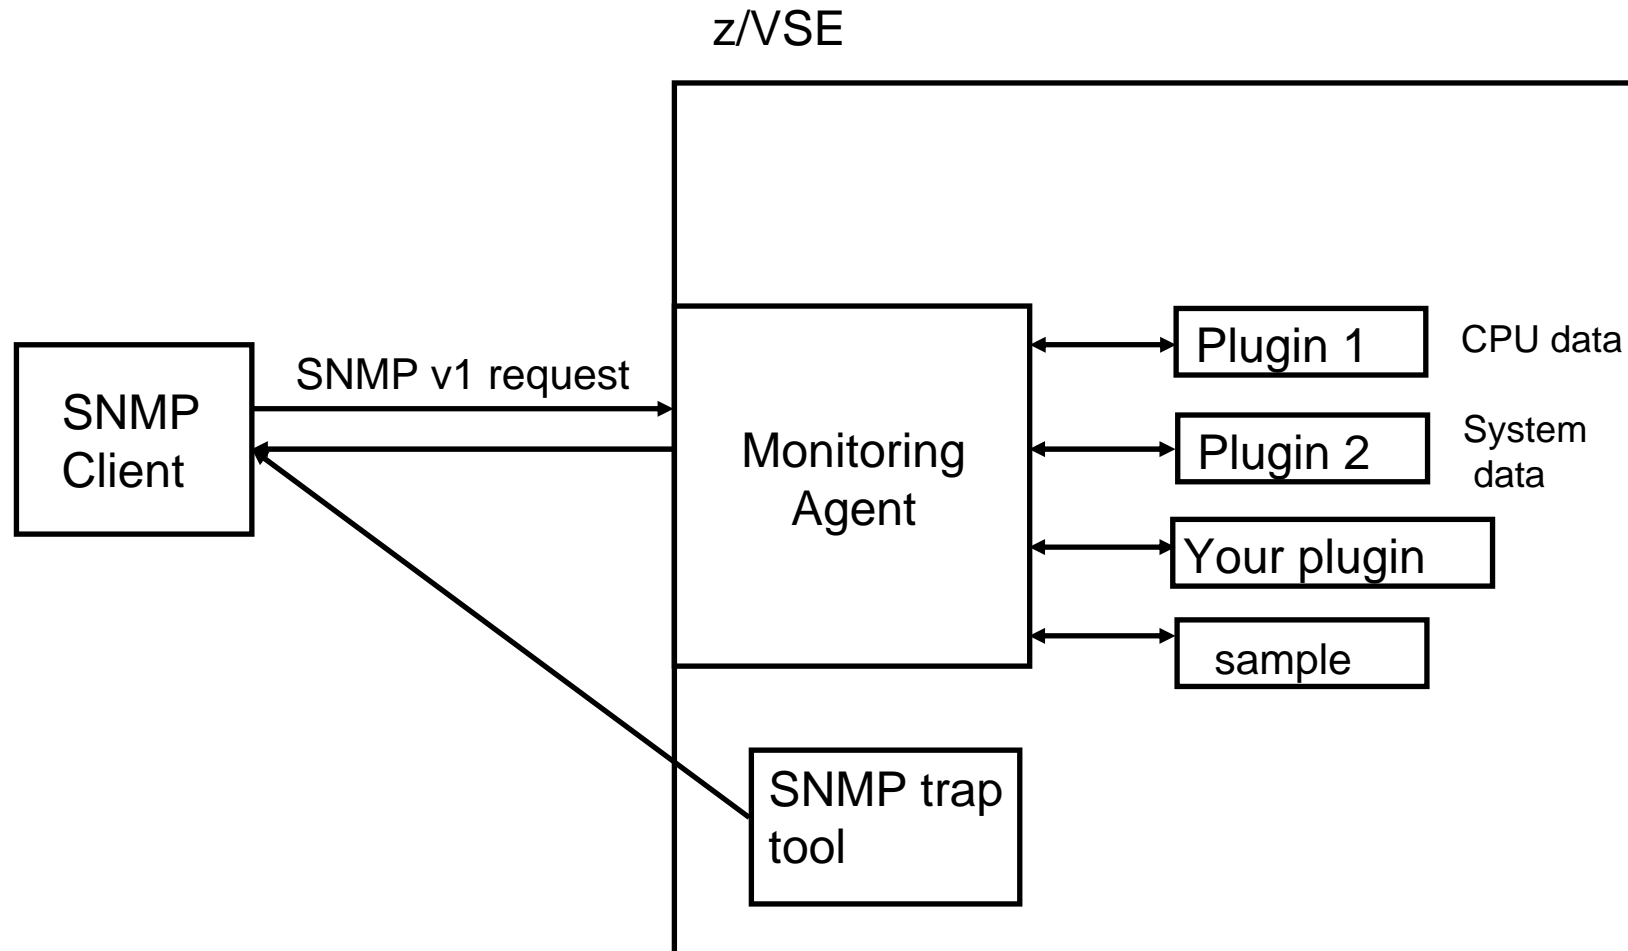 z/VSE
SNMP v1 request
SNMP
Client
Monitoring
Agent
Plugin 1
CPU data
Plugin 2
System
data
Your plugin
sample
SNMP trap
tool